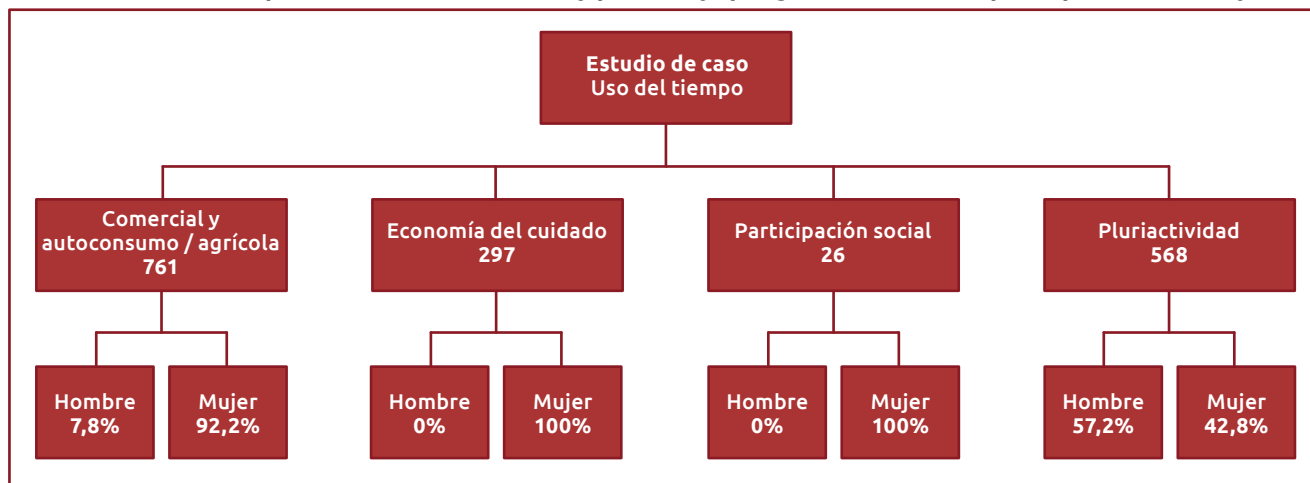 Estudio de caso
Uso del tiempo
Comercial y
autoconsumo / agrícola
761
Economía del cuidado
297
Participación social
26
Pluriactividad
568
Hombre
7,8%
Mujer
92,2%
Hombre
0%
Mujer
100%
Hombre
0%
Mujer
100%
Hombre
57,2%
Mujer
42,8%